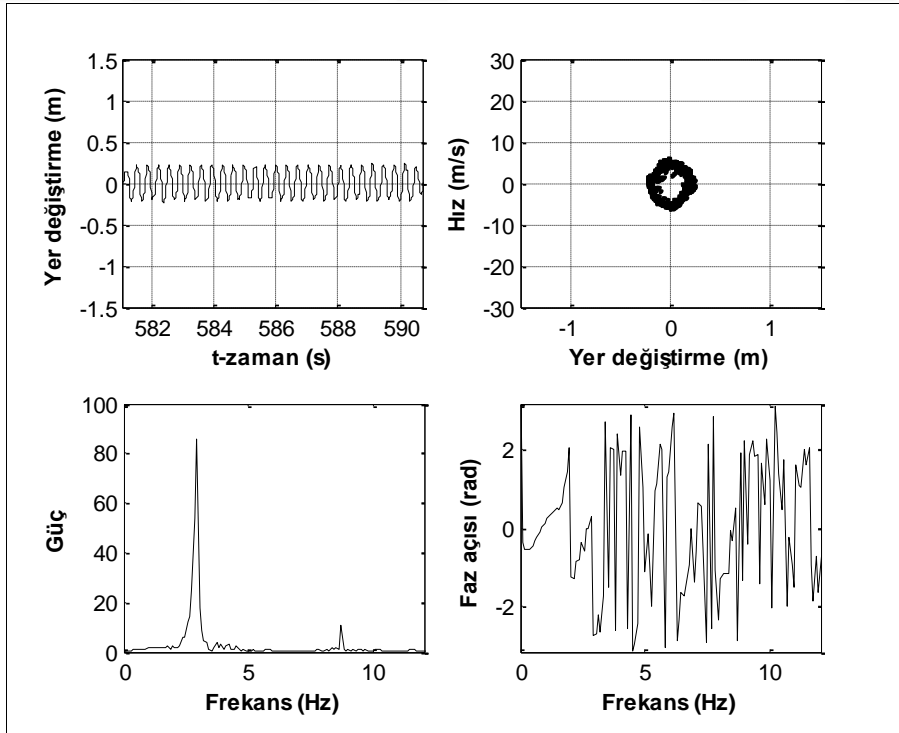 1.5
1
0.5
0
-0.5
-1
-1.5
582 584 586 588 590
t-zaman (s)
Yer değiştirme (m)
30
20
10
0
-10
-20
-30
-1 0 1
Yer değiştirme (m)
Hız (m/s)
100
80
60
40
20
0
0 5 10
Frekans (Hz)
Güç
2
0
-2
0 5 10
Frekans (Hz)
Faz açısı (rad)